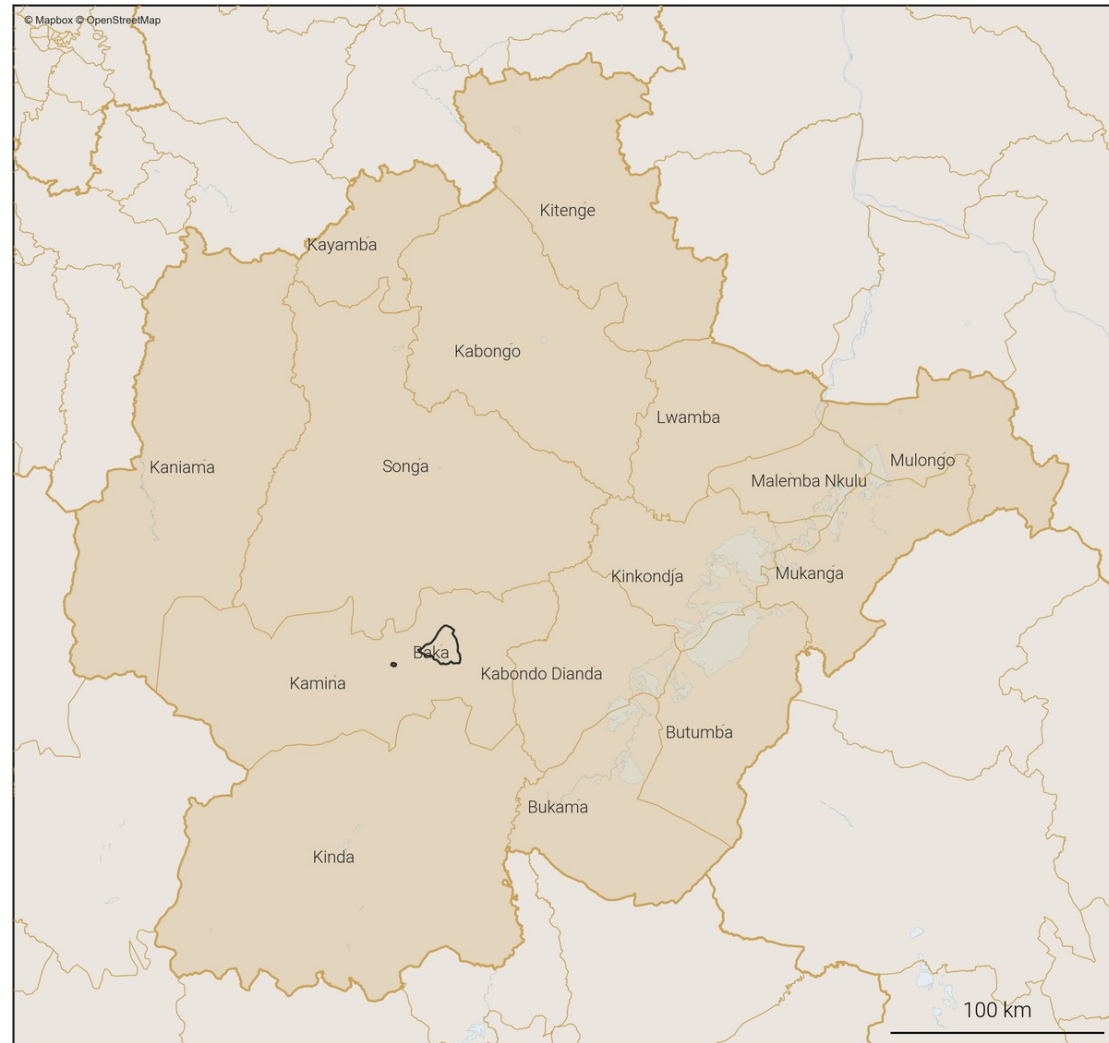 © Mapbox © OpenStreetMap
Kitenge
Kayamba
Kabongo
Lwamba
Kaniama
Songa
Mulongo
Malemba Nkulu
Kinkondja
Mukanga
Baka
Kamina
Kabondo Dianda
Butumba
Bukama
Kinda
100 km